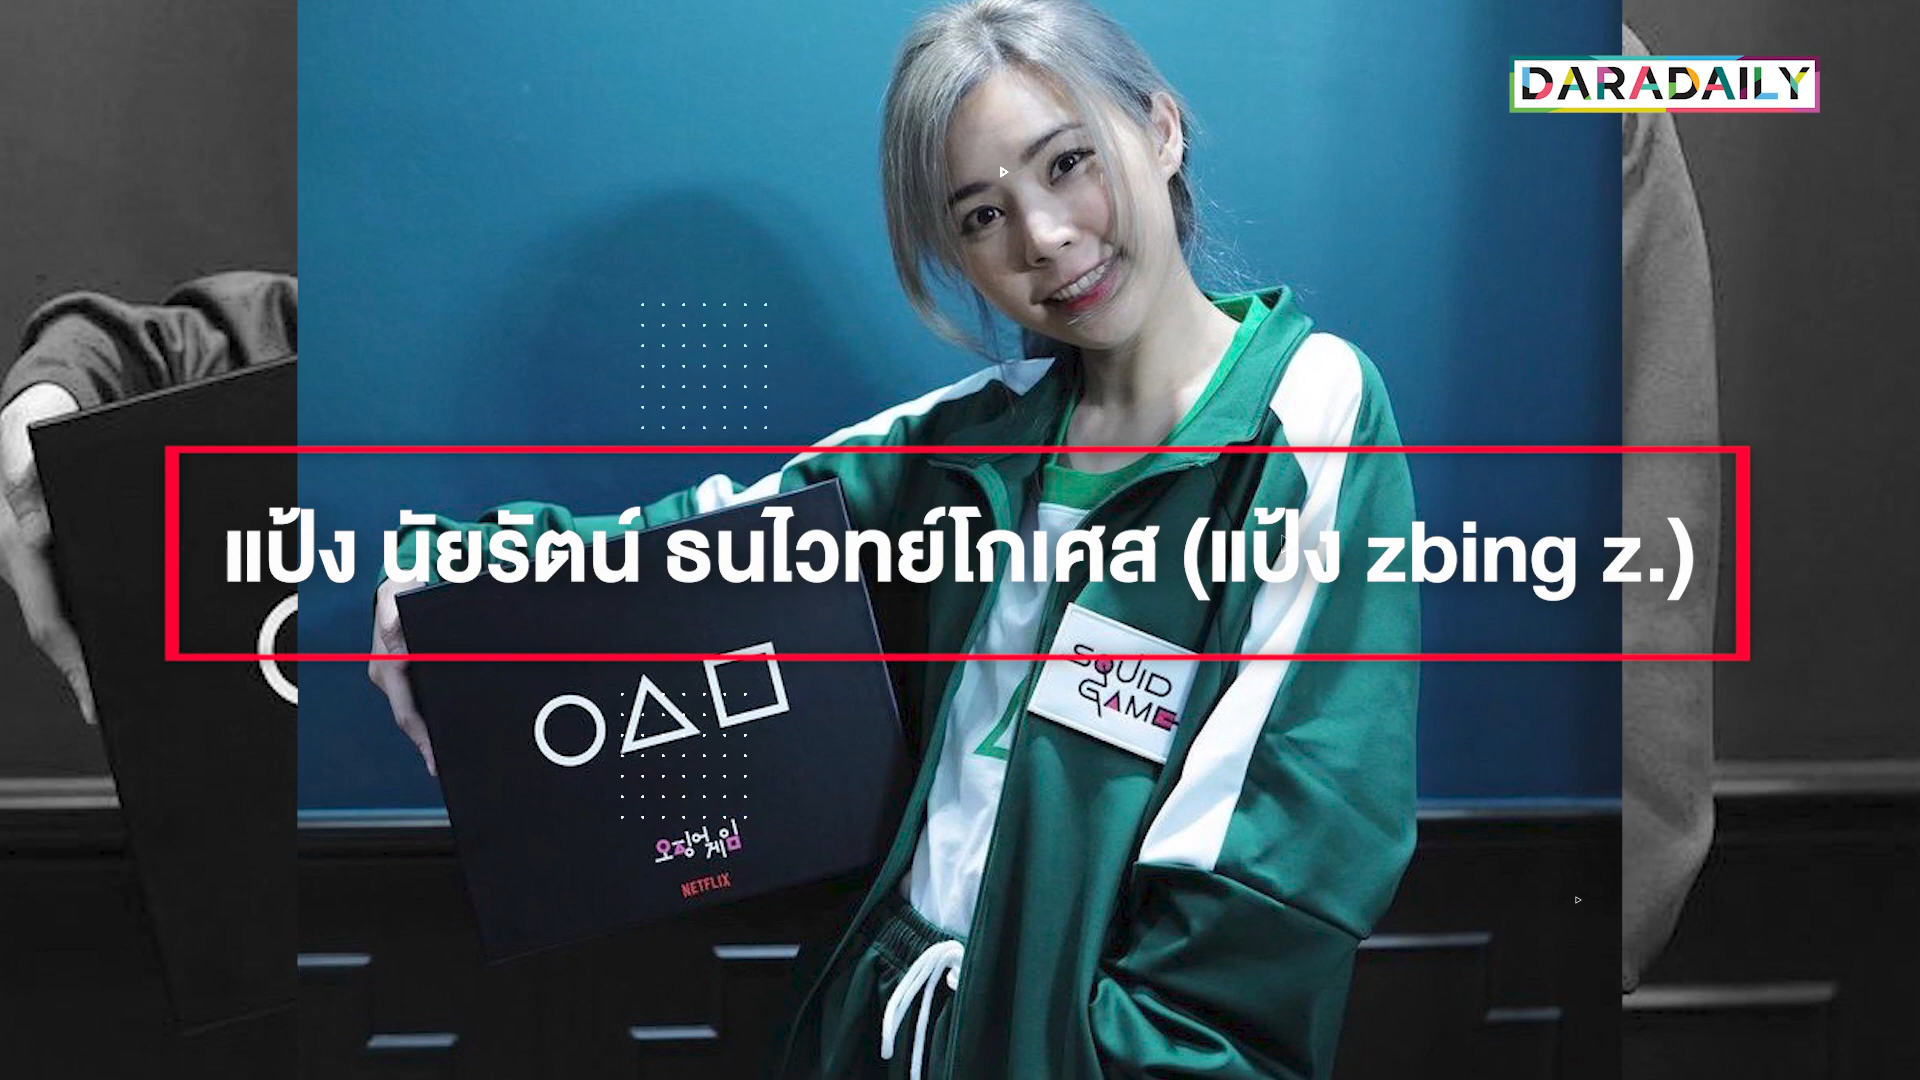 DARADAILY
แป้ง นัยรัตน์ ธนไวทย์โกเศส (แป้ง zbing z.)
SQUID
GAME
오징어게임
NETFLIX